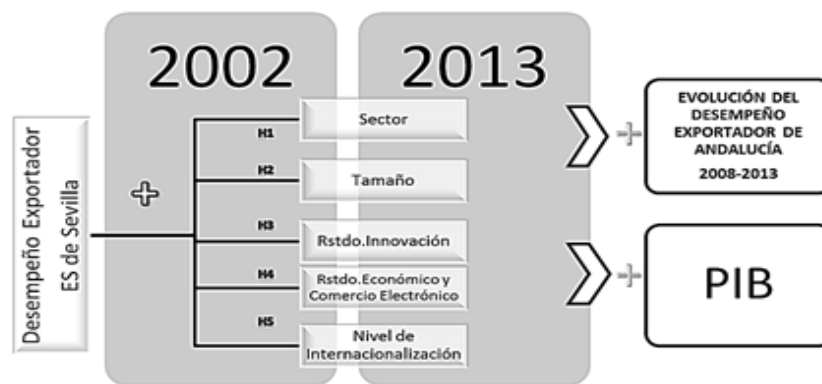 2002
2013
Desempeño Exportador
ES de Sevilla
H1
Sector
H2
Tamaño
H3
Rstdo.Innovación
H4
Rstdo.Económico y
Comercio Electrónico
H5
Nivel de
Internacionalización
EVOLUCIÓN DEL
DESEMPEÑO
EXPORTADOR DE
ANDALUCÍA
2008-2013
PIB